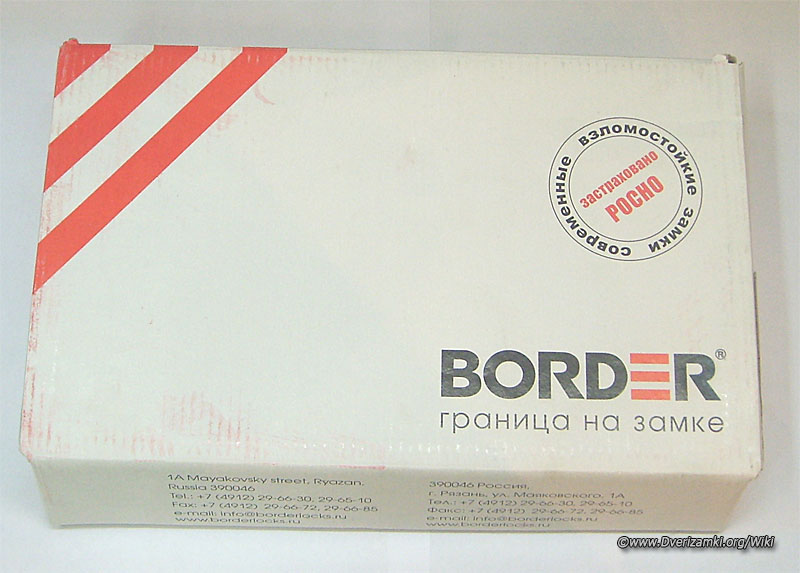 современные взломостойкие замки
застраховано
РОСНО
BORDER®
граница на замке
1A Mayakovsky street, Ryazan,
Russia 390046
Tel.: +7 (4912) 29-66-30, 29-65-10
Fax: +7 (4912) 29-66-72, 29-66-85
e-mail: info@borderlocks.ru
www.borderlocks.ru
390046 Россия,
г. Рязань, ул. Маяковского, 1А
Тел.: +7 (4912) 29-66-30, 29-65-10
Факс: +7 (4912) 29-66-72, 29-66-85
e-mail: info@borderlocks.ru
www.borderlocks.ru
©www.Dverizamki.org/Wiki